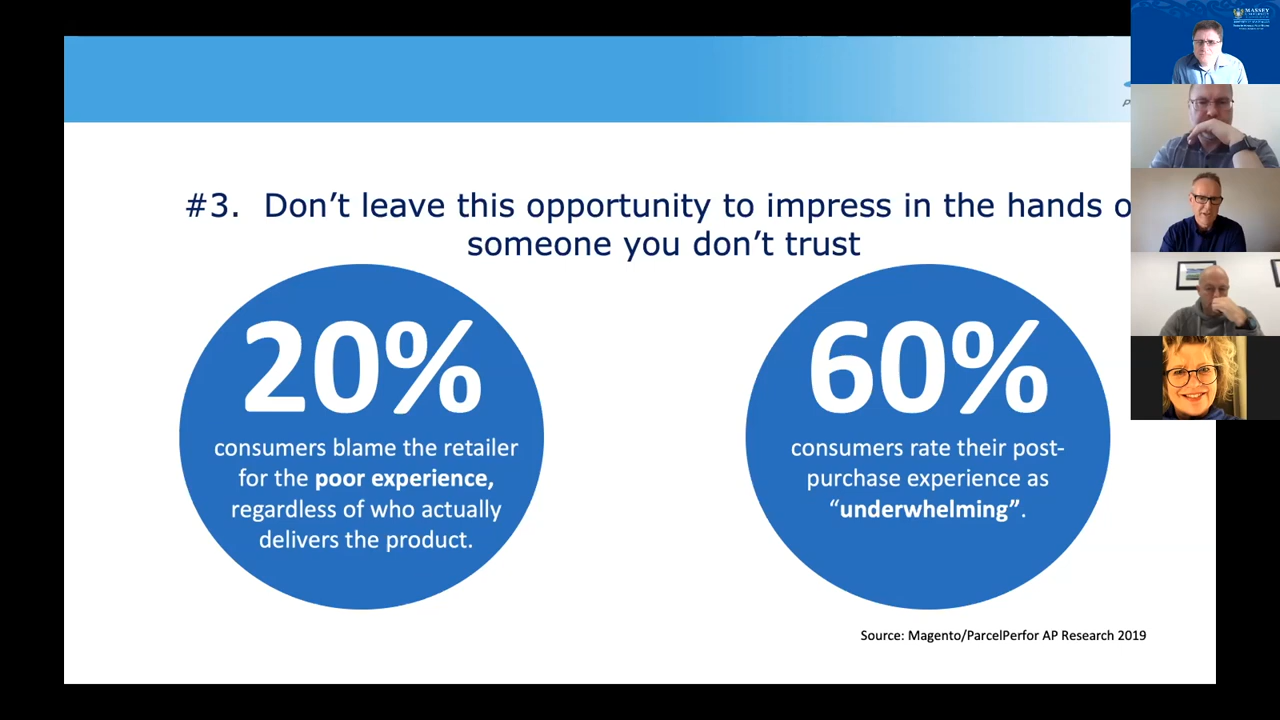 MASSEY
#3. Don’t leave this opportunity to impress in the hands o
someone you don’t trust
20%
consumers blame the retailer
for the poor experience,
regardless of who actually
delivers the product.
60%
consumers rate their post-
purchase experience as
“underwhelming”.
Source: Magento/ParcelPerfor AP Research 2019